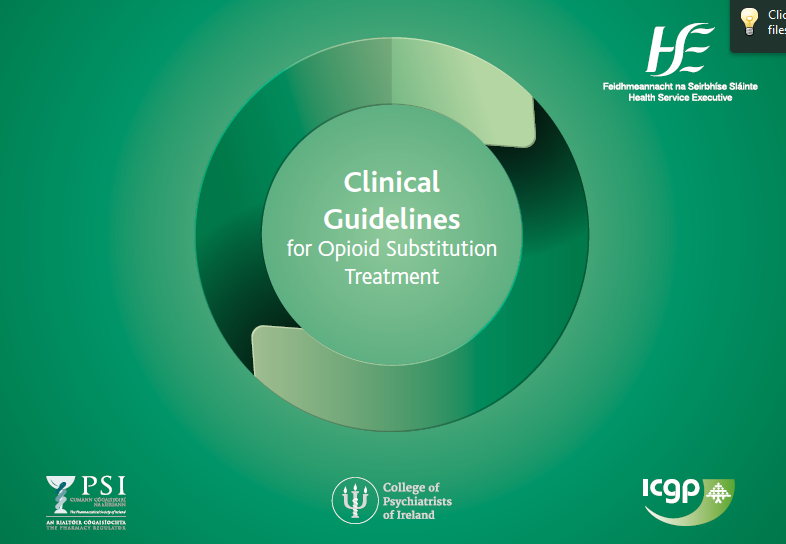 Clic
files
HSE
Feidhmeannacht na Seirbhíse Sláinte
Health Service Executive
Clinical
Guidelines
for Opioid Substitution
Treatment
PSI
CUMANN CÓGAISEOIRÍ
NA hÉIREANN
The Pharmaceutical Society of Ireland
AN RIALTÓIR CÓGAISÍOCHTA
THE PHARMACY REGULATOR
College of
Psychiatrists
of Ireland
icgp